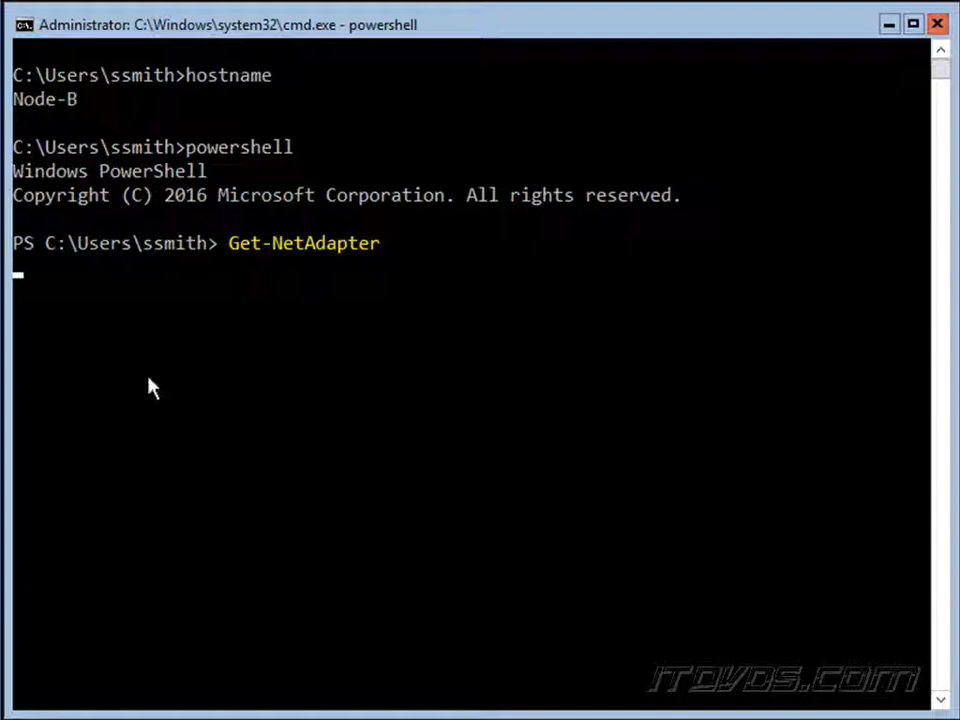 Administrator: C:\Windows\system32\cmd.exe - powershell
C:\Users\ssmith>hostname
Node-B
C:\Users\ssmith>powershell
Windows PowerShell
Copyright (C) 2016 Microsoft Corporation. All rights reserved.
PS C:\Users\ssmith> Get-NetAdapter
ITDVDS.COM